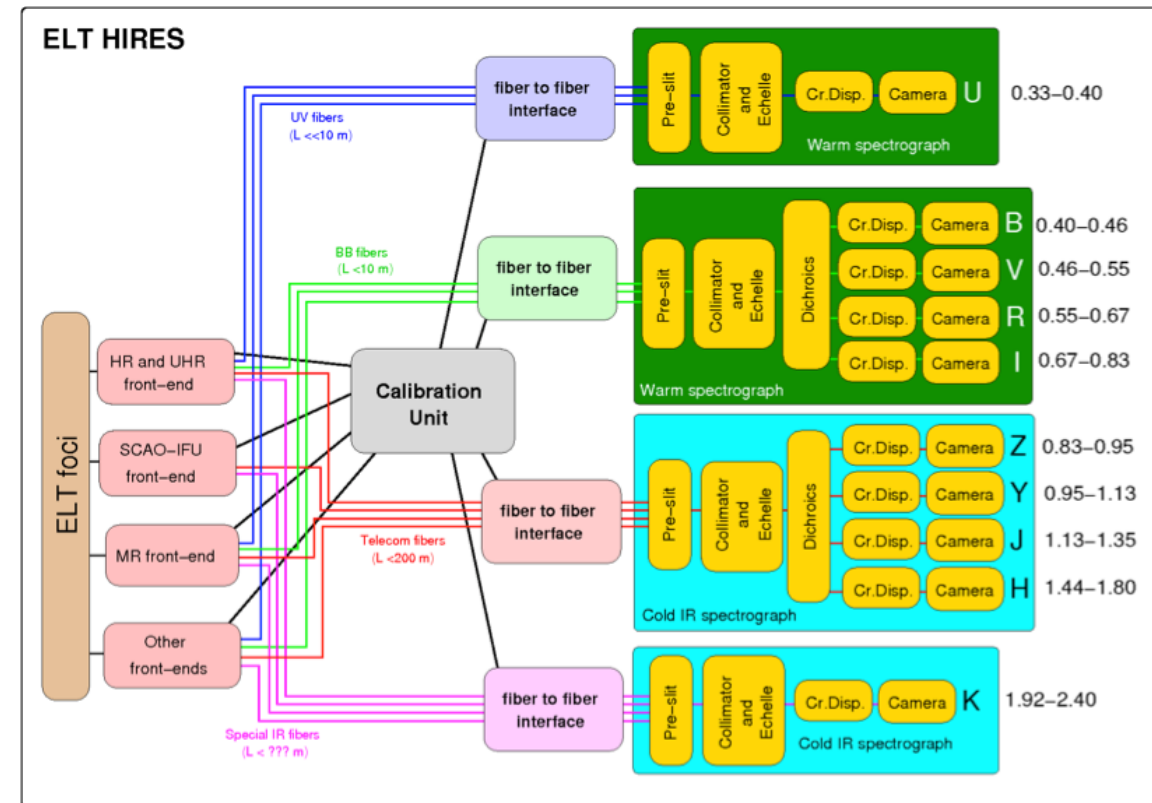 ELT HIRES
UV fibers
(L <<10 m)
fiber to fiber
interface
Pre-slit
Collimator
and
Echelle
Cr.Disp.
Camera
U
0.33-0.40
Warm spectrograph
BB fibers
(L <10 m)
fiber to fiber
interface
Pre-slit
Collimator
and
Echelle
Dichroics
Cr.Disp.
Camera
B
0.40-0.46
Cr.Disp.
Camera
V
0.46-0.55
Cr.Disp.
Camera
R
0.55-0.67
Cr.Disp.
Camera
I
0.67-0.83
Warm spectrograph
ELT foci
HR and UHR
front-end
SCAO-IFU
front-end
MR front-end
Other
front-ends
Calibration
Unit
Telecom fibers
(L <200 m)
fiber to fiber
interface
Pre-slit
Collimator
and
Echelle
Dichroics
Cr.Disp.
Camera
Z
0.83-0.95
Cr.Disp.
Camera
Y
0.95-1.13
Cr.Disp.
Camera
J
1.13-1.35
Cr.Disp.
Camera
H
1.44-1.80
Cold IR spectrograph
Special IR fibers
(L < ??? m)
fiber to fiber
interface
Pre-slit
Collimator
and
Echelle
Cr.Disp.
Camera
K
1.92-2.40
Cold IR spectrograph